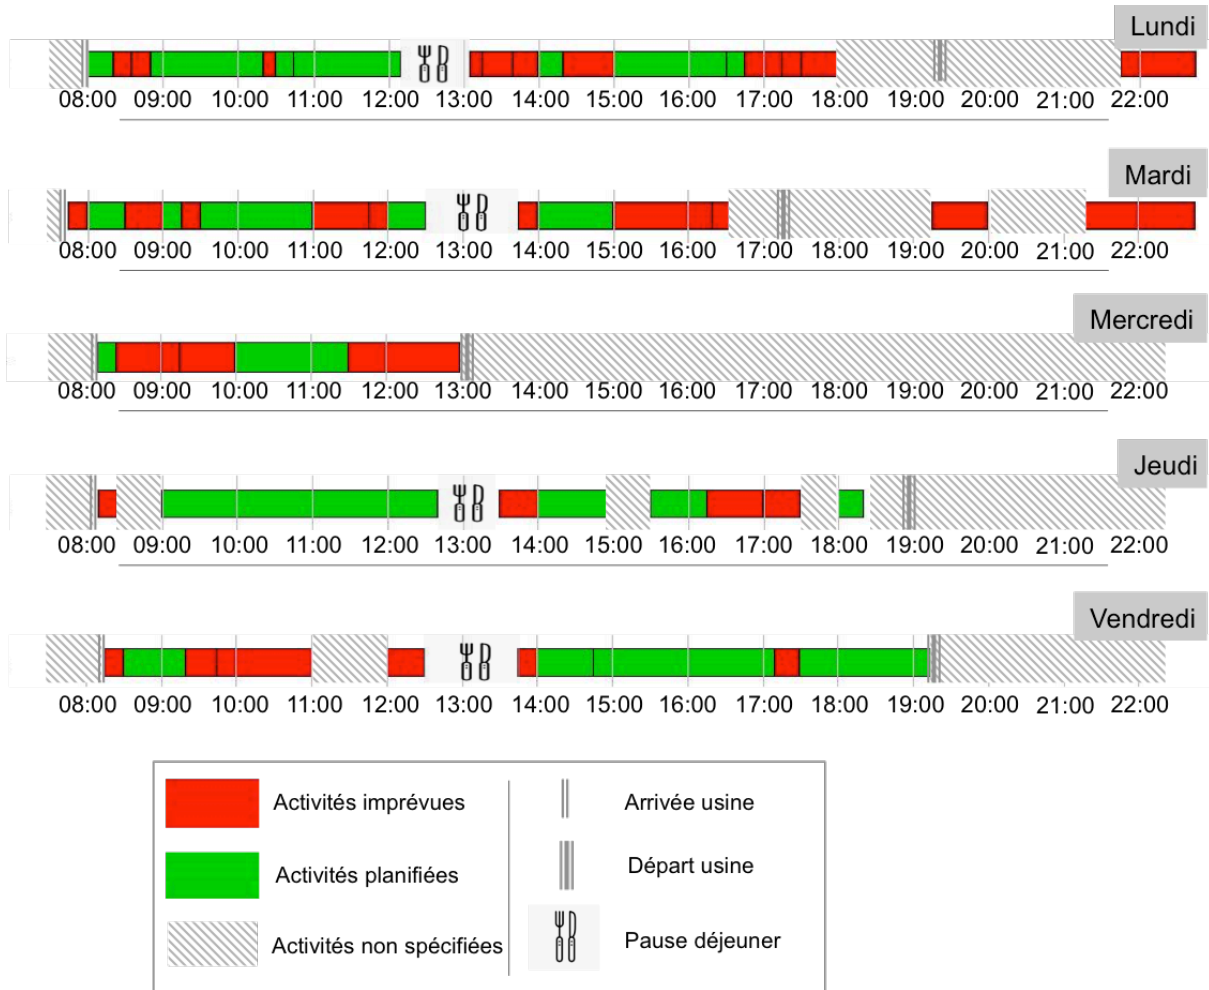 Lundi
08:00 09:00 10:00 11:00 12:00 13:00 14:00 15:00 16:00 17:00 18:00 19:00 20:00 21:00 22:00
Mardi
08:00 09:00 10:00 11:00 12:00 13:00 14:00 15:00 16:00 17:00 18:00 19:00 20:00 21:00 22:00
Mercredi
08:00 09:00 10:00 11:00 12:00 13:00 14:00 15:00 16:00 17:00 18:00 19:00 20:00 21:00 22:00
Jeudi
08:00 09:00 10:00 11:00 12:00 13:00 14:00 15:00 16:00 17:00 18:00 19:00 20:00 21:00 22:00
Vendredi
08:00 09:00 10:00 11:00 12:00 13:00 14:00 15:00 16:00 17:00 18:00 19:00 20:00 21:00 22:00
Activités imprévues
Activités planifiées
Activités non spécifiées
Arrivée usine
Départ usine
Pause déjeuner